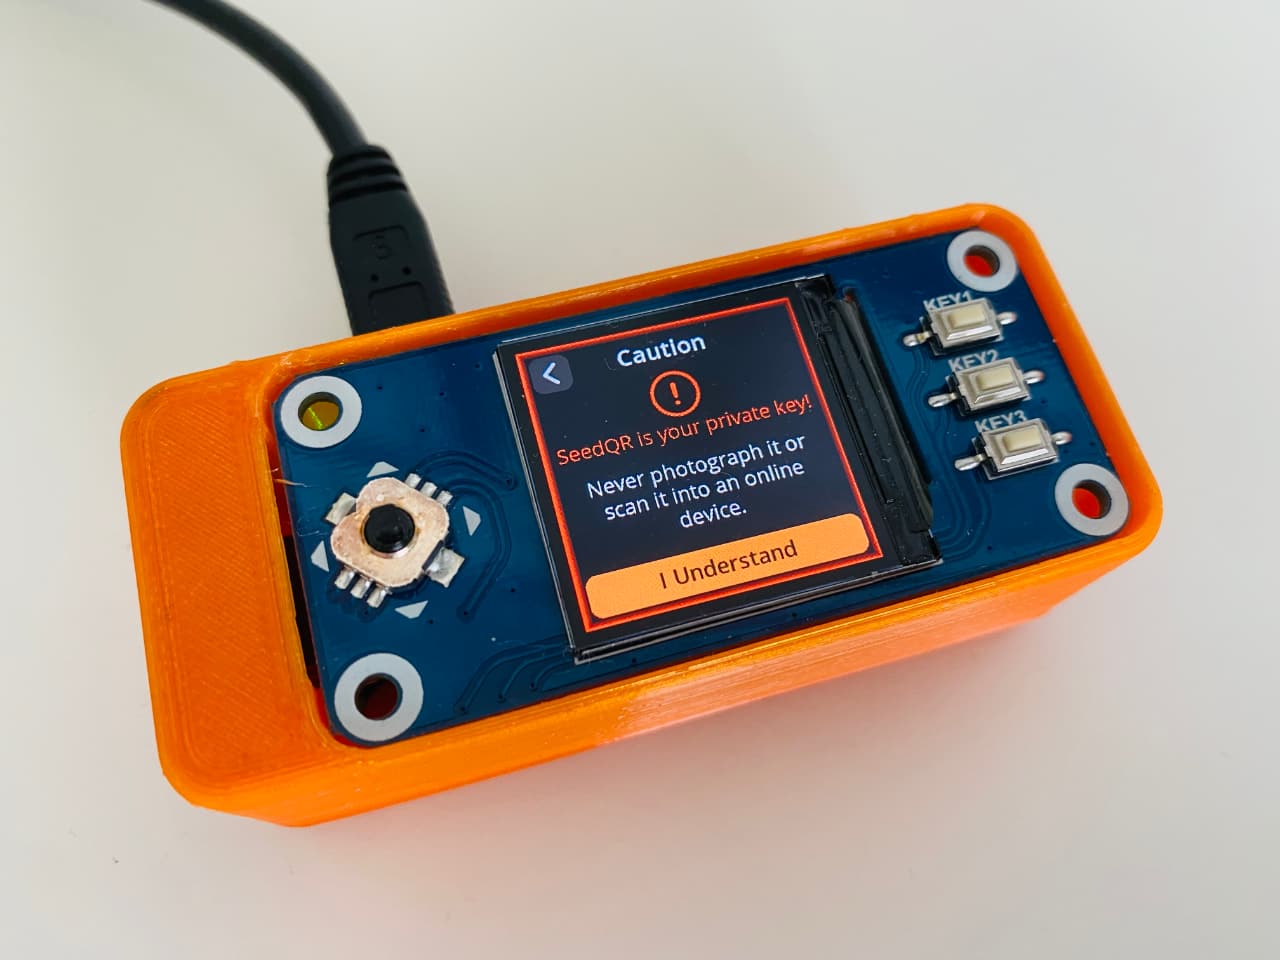 Caution
SeedQR is your private key!
Never photograph it or
scan it into an online
device.
I Understand
KEY1
KEY2
KEY3